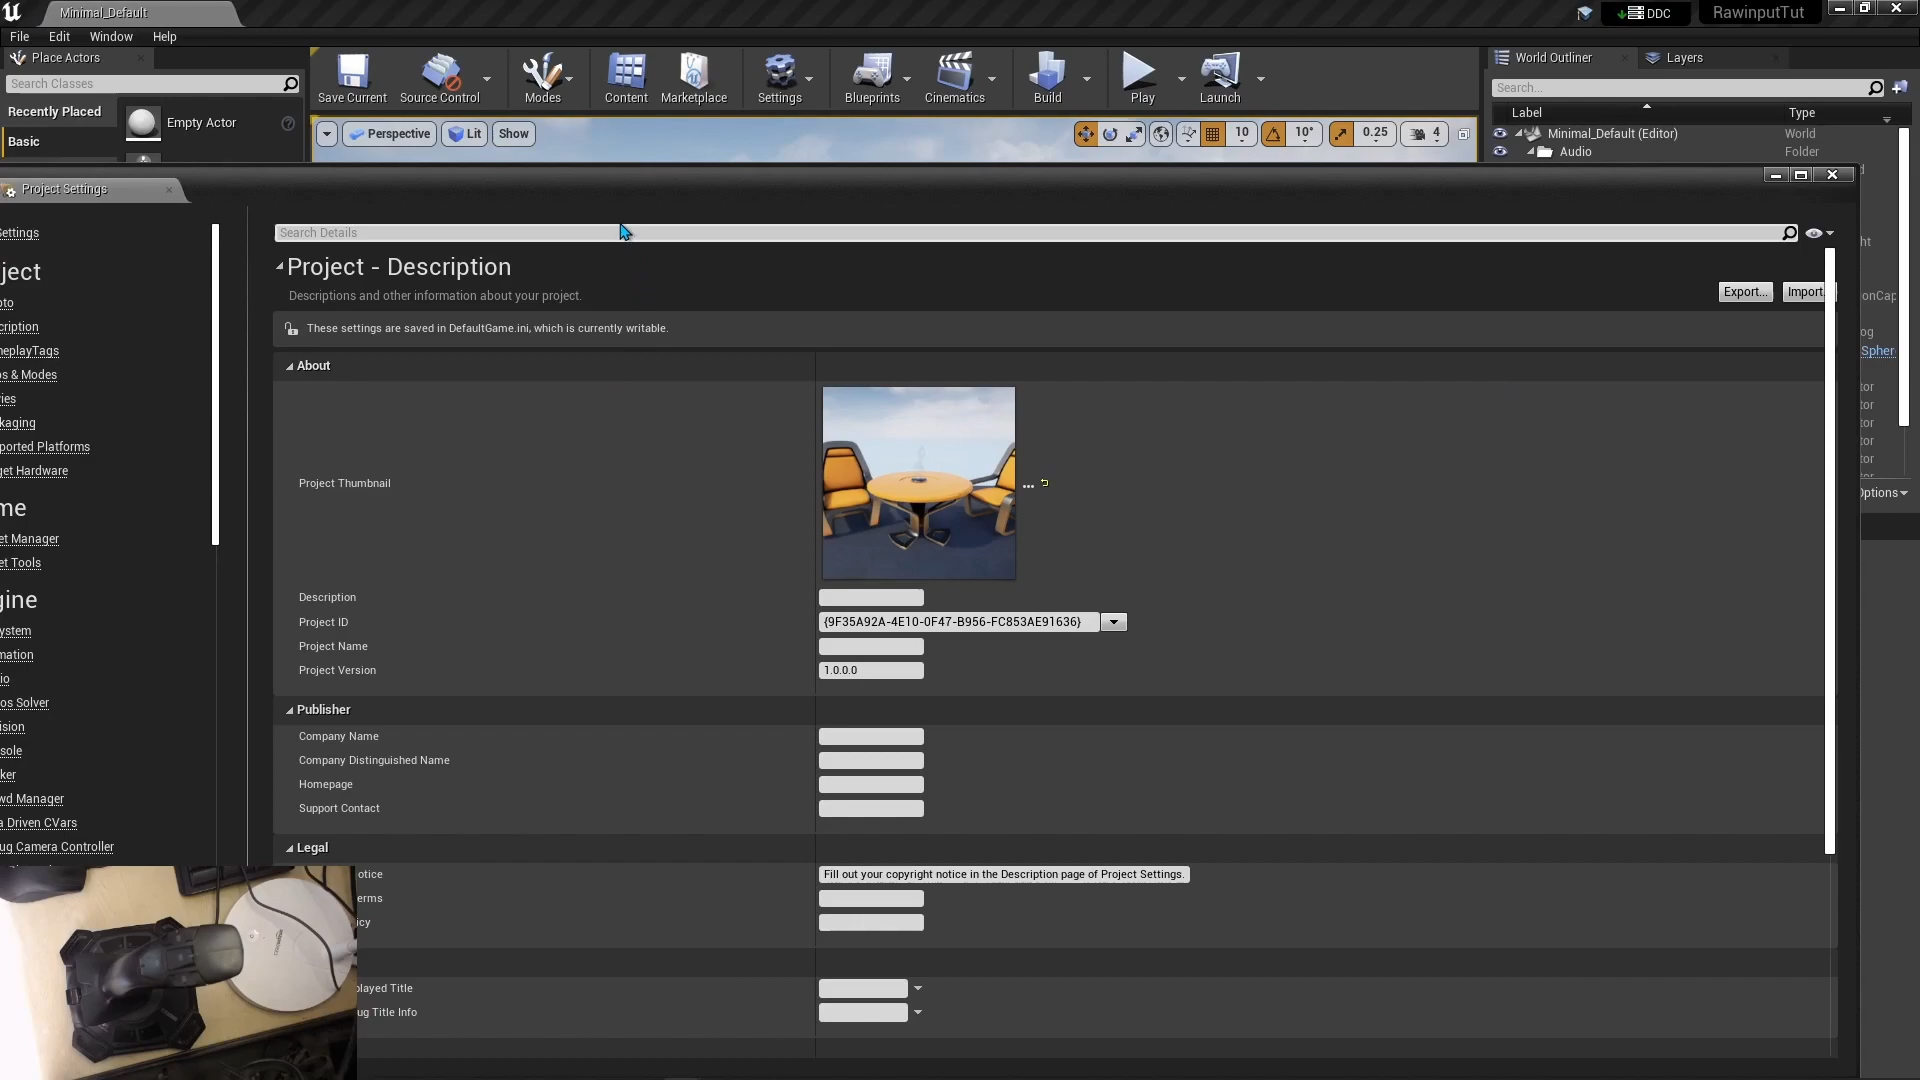 Minimal_Default
DDC
RawinputTut
File Edit Window Help
Place Actors
Search Classes
Recently Placed
Basic
Empty Actor
Save Current
Source Control
Modes
Content
Marketplace
Settings
Blueprints
Cinematics
Build
Play
Launch
Perspective
Lit
Show
10
10°
0.25
4
World Outliner
Layers
Search...
Label
Type
Minimal_Default (Editor)
World
Audio
Folder
Project Settings
Search Details
ettings
ject
pto
cription
meplayTags
ps & Modes
vies
kaging
ported Platforms
get Hardware
me
et Manager
et Tools
gine
ystem
mation
io
os Solver
ision
sole
ker
wd Manager
a Driven CVars
ug Camera Controller
Project - Description
Descriptions and other information about your project.
Export...
Import
These settings are saved in DefaultGame.ini, which is currently writable.
About
Project Thumbnail
...
Description
Project ID
{9F35A92A-4E10-0F47-B956-FC853AE91636}
Project Name
Project Version
1.0.0.0
Publisher
Company Name
Company Distinguished Name
Homepage
Support Contact
Legal
otice
Fill out your copyright notice in the Description page of Project Settings.
erms
icy
played Title
ug Title Info
ht
onCap
og
Spher
tor
tor
tor
tor
tor
Options